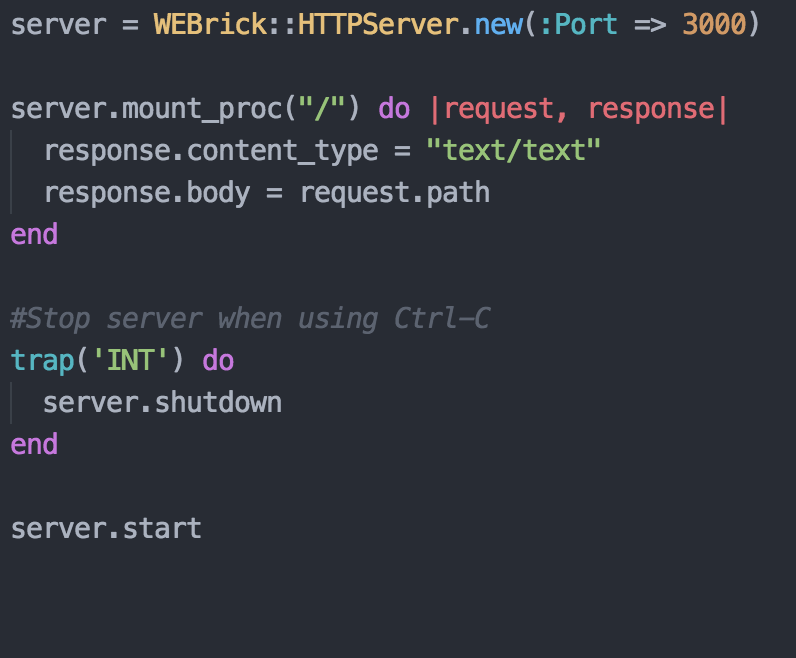 server = WEBrick::HTTPServer.new(:Port => 3000)
server.mount_proc("/") do |request, response|
  response.content_type = "text/text"
  response.body = request.path
end
#Stop server when using Ctrl-C
trap('INT') do
  server.shutdown
end
server.start